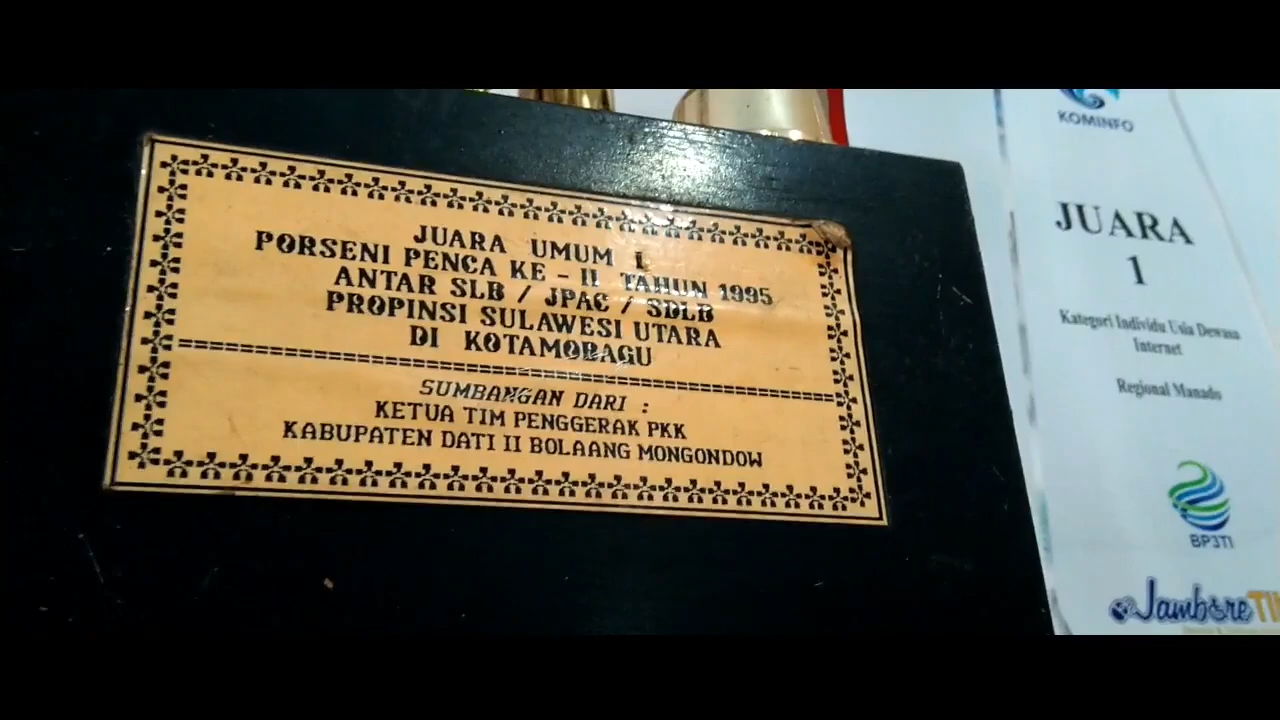 JUARA UMUM I
PORSENI PENCA KE - II TAHUN 1995
ANTAR SLB / JPAC / SDLB
PROPINSI SULAWESI UTARA
DI KOTAMOBAGU
SUMBANGAN DARI :
KETUA TIM PENGGERAK PKK
KABUPATEN DATI II BOLAANG MONGONDOW
KOMINFO
JUARA
1
Kategori Individu Usia Dewasa
Internet
Regional Manado
BP3TI
Jambore